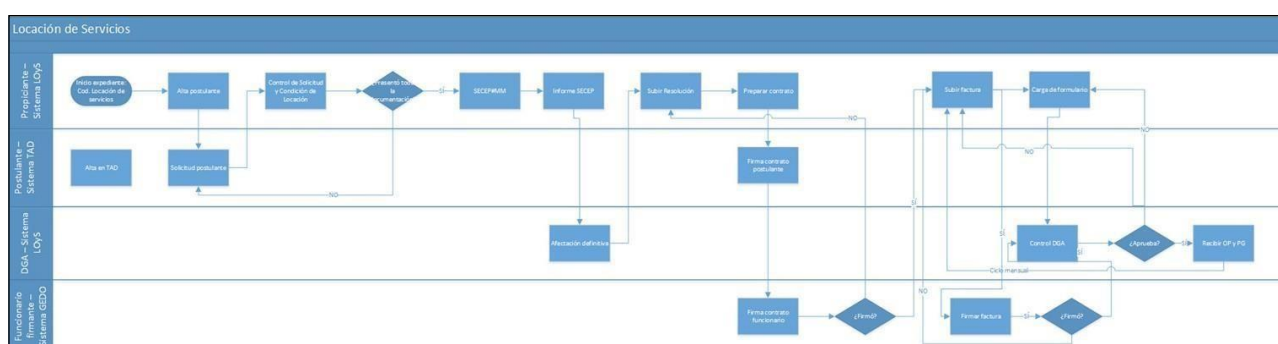 Locación de Servicios
Propiciante –
Sistema LOyS
Inicio expediente:
Cod. Locación de
servicios
Alta postulante
Control de Solicitud
y Condición de
Locación
la
SÍ
SECEP#MM
Informe SECEP
Subir Resolución
Preparar contrato
Subir factura
Carga de formulario
NO
NO
Postulante –
Sistema TAD
Alta en TAD
Solicitud postulante
NO
Firma contrato
postulante
NO
SÍ
DGA – Sistema
LOyS
Afectación definitiva
SÍ
Control DGA
SÍ
¿Aprueba?
SÍ
Recibir OP y PG
Ciclo mensual
Funcionario
firmante –
Sistema GEDO
NO
Firma contrato
funcionario
¿Firmó?
Firmar factura
SÍ
¿Firmó?